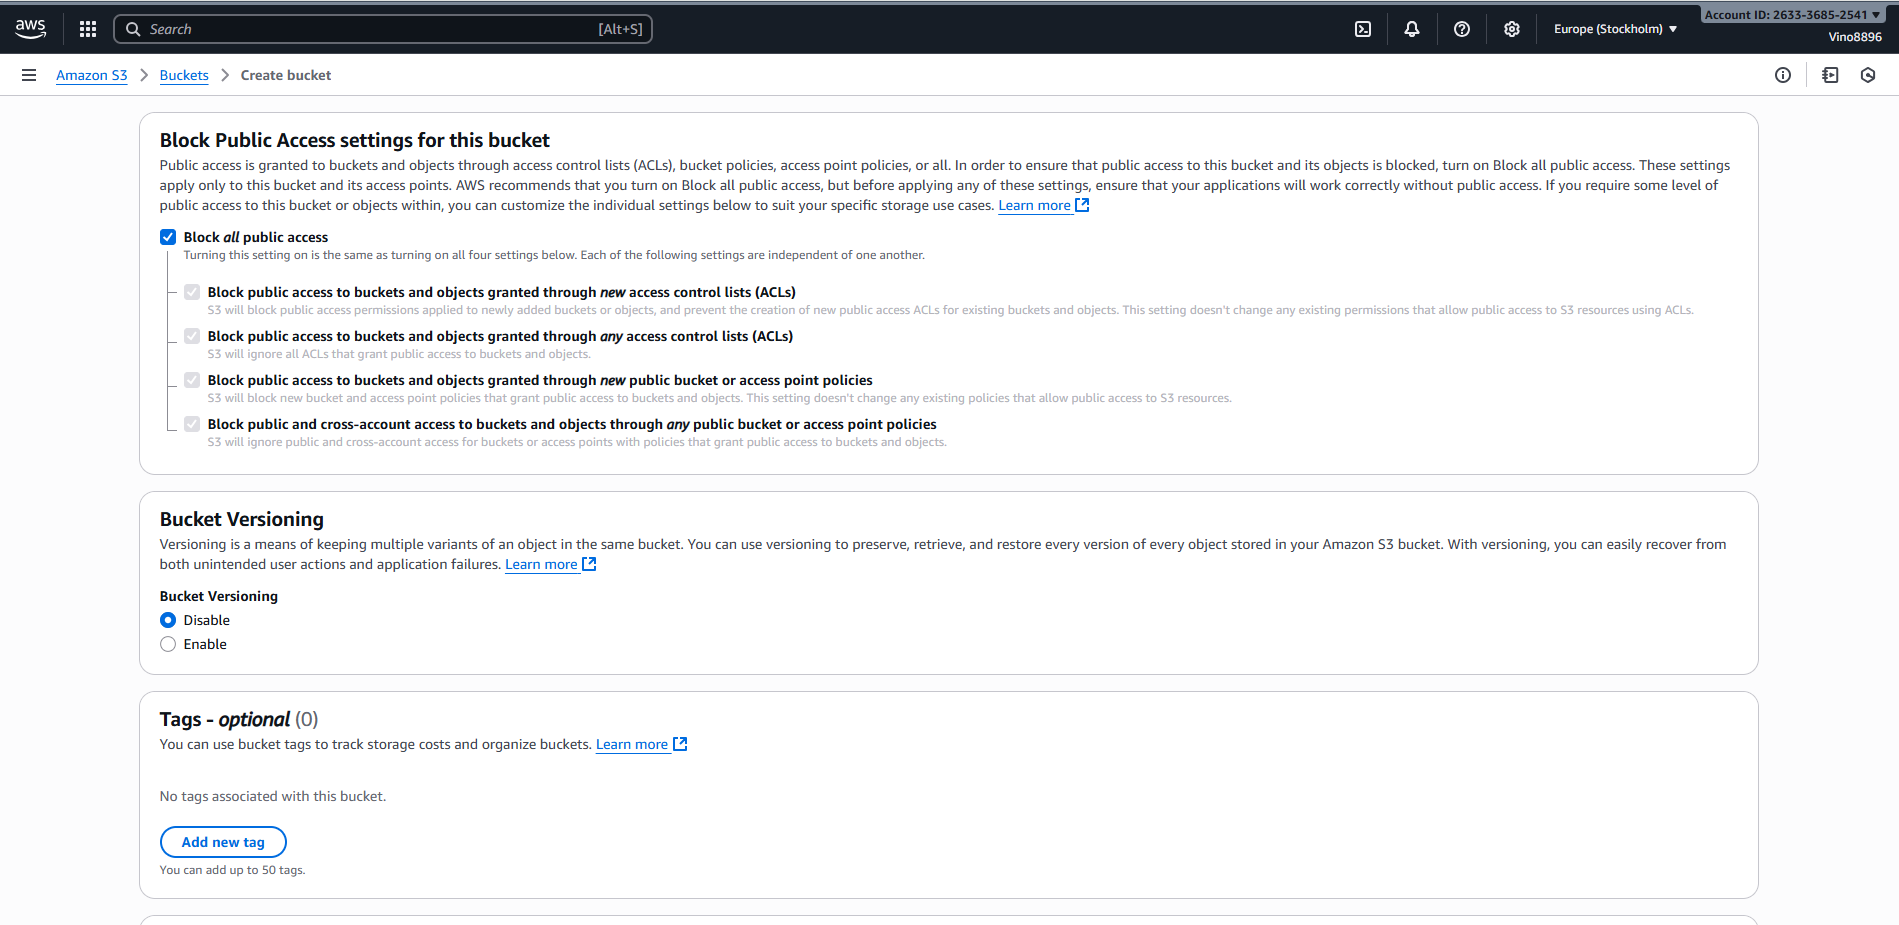 aws
Search [Alt+S]
Europe (Stockholm)
Account ID: 2633-3685-2541
Vino8896
Amazon S3 > Buckets > Create bucket
Block Public Access settings for this bucket
Public access is granted to buckets and objects through access control lists (ACLs), bucket policies, access point policies, or all. In order to ensure that public access to this bucket and its objects is blocked, turn on Block all public access. These settings
apply only to this bucket and its access points. AWS recommends that you turn on Block all public access, but before applying any of these settings, ensure that your applications will work correctly without public access. If you require some level of
public access to this bucket or objects within, you can customize the individual settings below to suit your specific storage use cases. Learn more
Block all public access
Turning this setting on is the same as turning on all four settings below. Each of the following settings are independent of one another.
Block public access to buckets and objects granted through new access control lists (ACLs)
S3 will block public access permissions applied to newly added buckets or objects, and prevent the creation of new public access ACLs for existing buckets and objects. This setting doesn't change any existing permissions that allow public access to S3 resources using ACLs.
Block public access to buckets and objects granted through any access control lists (ACLs)
S3 will ignore all ACLs that grant public access to buckets and objects.
Block public access to buckets and objects granted through new public bucket or access point policies
S3 will block new bucket and access point policies that grant public access to buckets and objects. This setting doesn't change any existing policies that allow public access to S3 resources.
Block public and cross-account access to buckets and objects through any public bucket or access point policies
S3 will ignore public and cross-account access for buckets or access points with policies that grant public access to buckets and objects.
Bucket Versioning
Versioning is a means of keeping multiple variants of an object in the same bucket. You can use versioning to preserve, retrieve, and restore every version of every object stored in your Amazon S3 bucket. With versioning, you can easily recover from
both unintended user actions and application failures. Learn more
Bucket Versioning
Disable
Enable
Tags - optional (0)
You can use bucket tags to track storage costs and organize buckets. Learn more
No tags associated with this bucket.
Add new tag
You can add up to 50 tags.